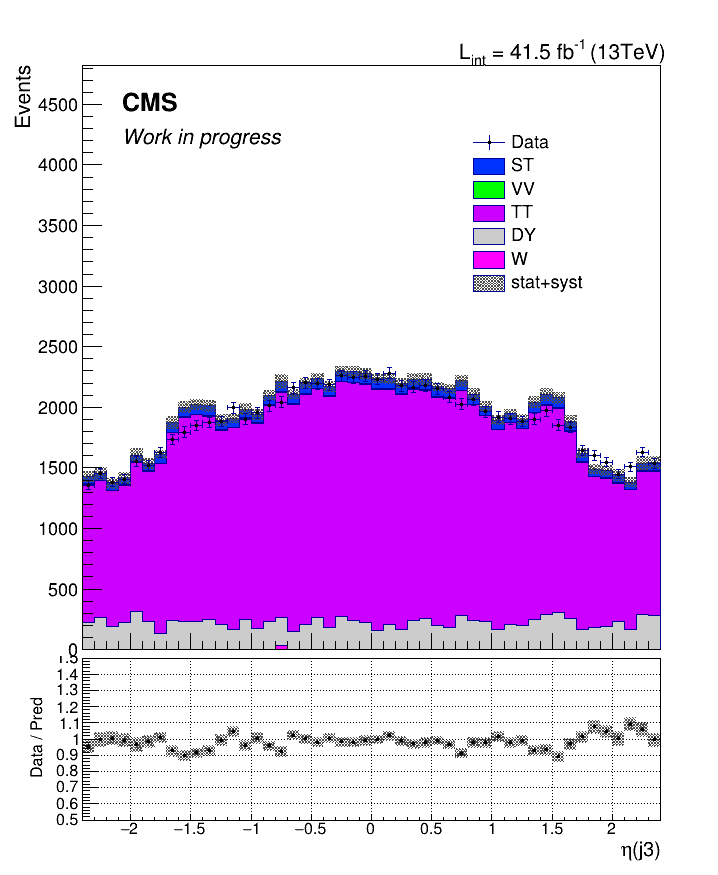 L_int = 41.5 fb^-1 (13TeV)
Events
CMS
Work in progress
Data
ST
VV
TT
DY
W
stat+syst
4500
4000
3500
3000
2500
2000
1500
1000
500
0
Data / Pred
1.5
1.4
1.3
1.2
1.1
1
0.9
0.8
0.7
0.6
0.5
−2 −1.5 −1 −0.5 0 0.5 1 1.5 2
η(j3)